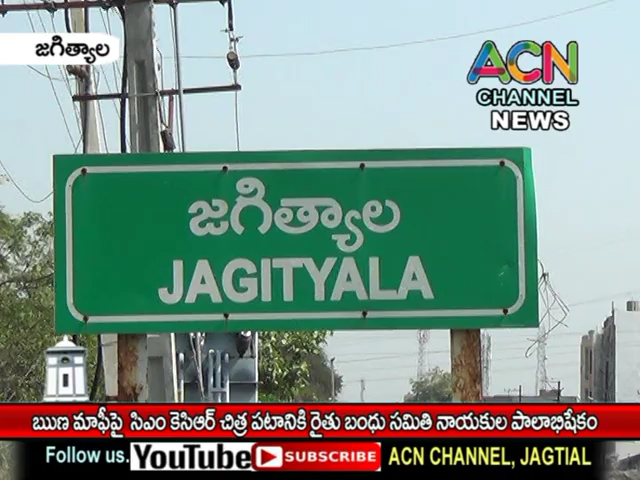 జగిత్యాల
ACN
CHANNEL
NEWS
జగిత్యాల
JAGITYALA
ఋణ మాఫీపై సిఎం కెసిఆర్ చిత్ర పటానికి రైతు బంధు సమితి నాయకుల పాలాభిషేకం
Follow us. YouTube SUBSCRIBE ACN CHANNEL, JAGTIAL